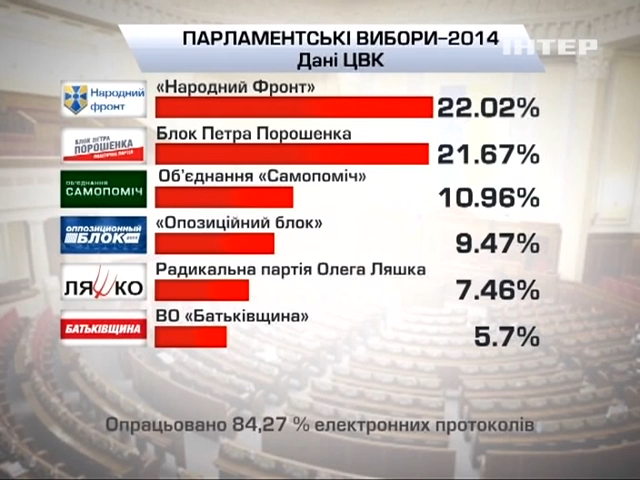 ПАРЛАМЕНТСЬКІ ВИБОРИ–2014
Дані ЦВК
ІНТЕР
Народний
фронт
«Народний Фронт»
22.02%
БЛОК ПЕТРА
ПОРОШЕНКА
Блок Петра Порошенка
21.67%
ОБ'ЄДНАННЯ
САМОПОМІЧ
Об'єднання «Самопоміч»
10.96%
ОППОЗИЦИОННЫЙ
БЛОК
«Опозиційний блок»
9.47%
ЛЯШКО
Радикальна партія Олега Ляшка
7.46%
БАТЬКІВЩИНА
ВО «Батьківщина»
5.7%
Опрацьовано 84,27 % електронних протоколів